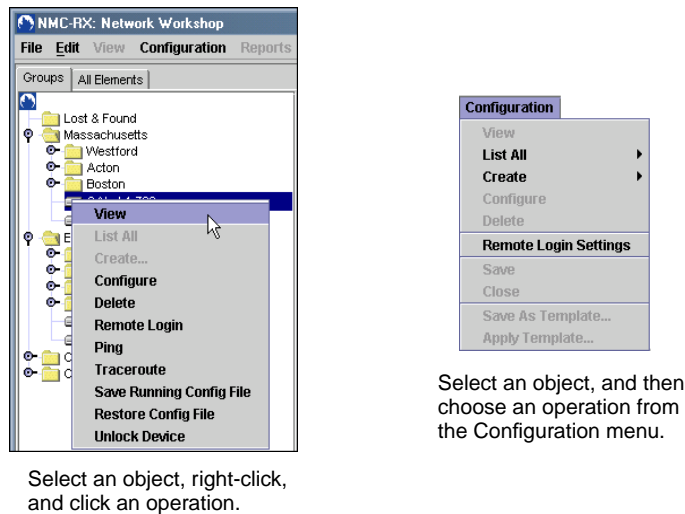 NMC-RX: Network Workshop
File Edit View Configuration Reports
Groups All Elements
Lost & Found
Massachusetts
Westford
Acton
Boston
View
List All
Create...
Configure
Delete
Remote Login
Ping
Traceroute
Save Running Config File
Restore Config File
Unlock Device
E
C
C
Select an object, right-click,
and click an operation.
Configuration
View
List All
Create
Configure
Delete
Remote Login Settings
Save
Close
Save As Template...
Apply Template...
Select an object, and then
choose an operation from
the Configuration menu.